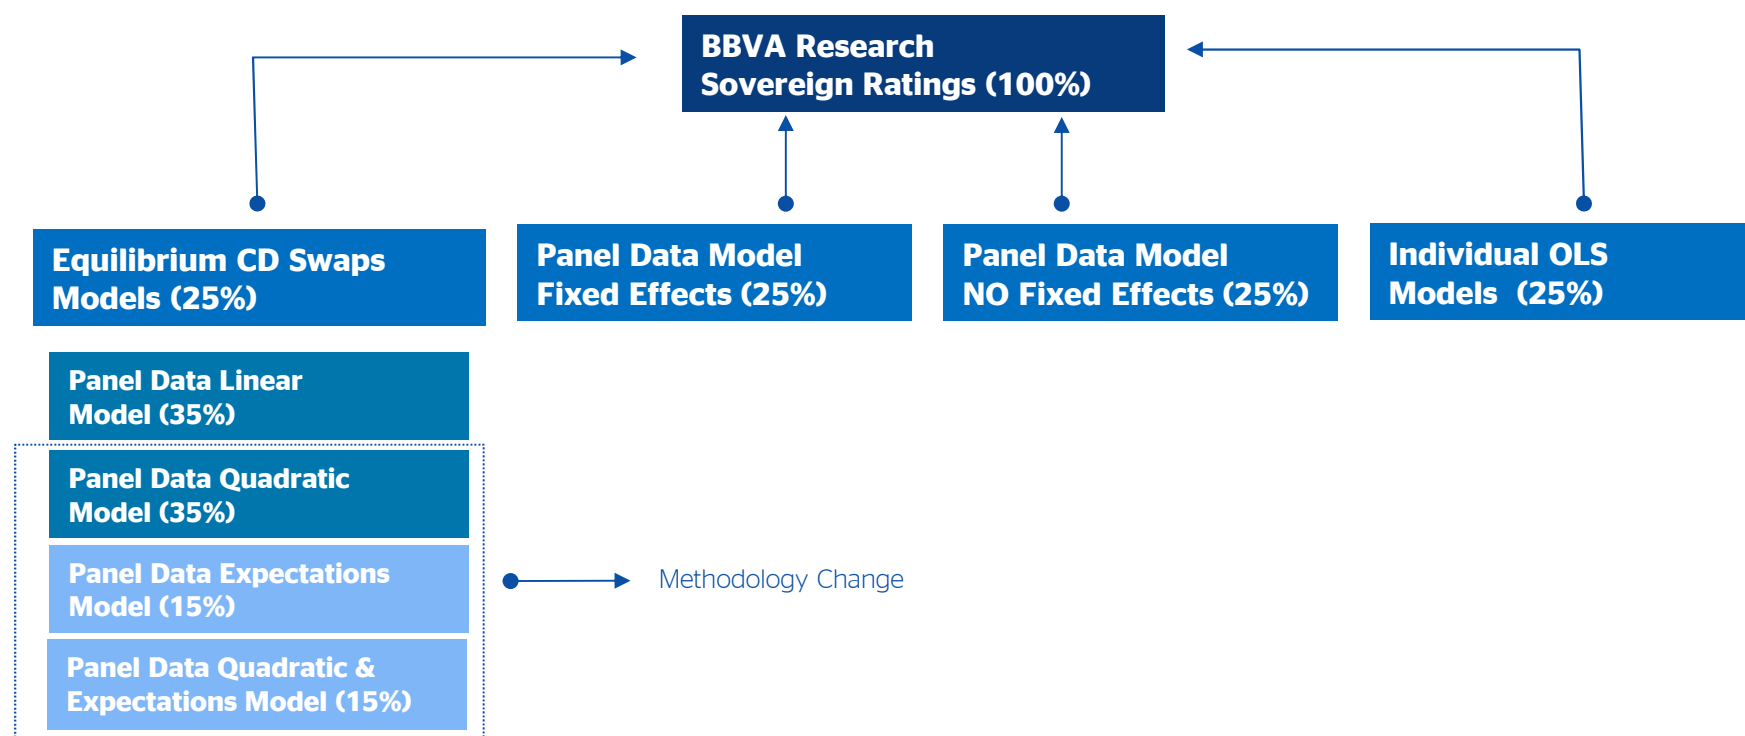 BBVA Research
Sovereign Ratings (100%)
Equilibrium CD Swaps
Models (25%)
Panel Data Model
Fixed Effects (25%)
Panel Data Model
NO Fixed Effects (25%)
Individual OLS
Models (25%)
Panel Data Linear
Model (35%)
Panel Data Quadratic
Model (35%)
Panel Data Expectations
Model (15%)
Methodology Change
Panel Data Quadratic &
Expectations Model (15%)